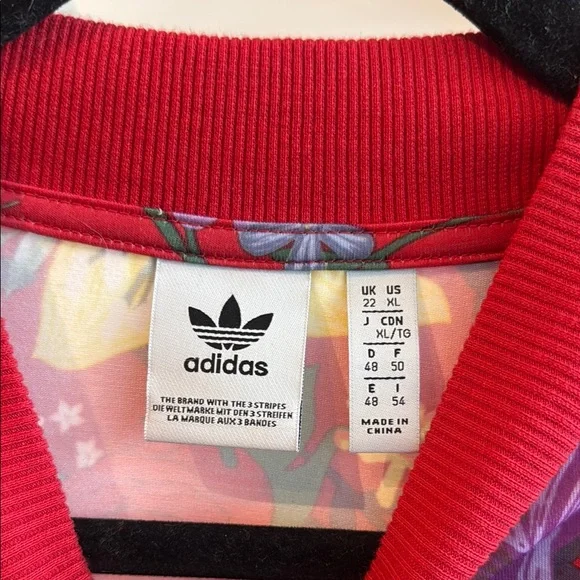 adidas
THE BRAND WITH THE 3 STRIPES
DIE WELTMARKE MIT DEN 3 STREIFEN
LA MARQUE AUX 3 BANDES
UK US
22 XL
J CDN
XL/TG
D F
48 50
E I
48 54
MADE IN
CHINA